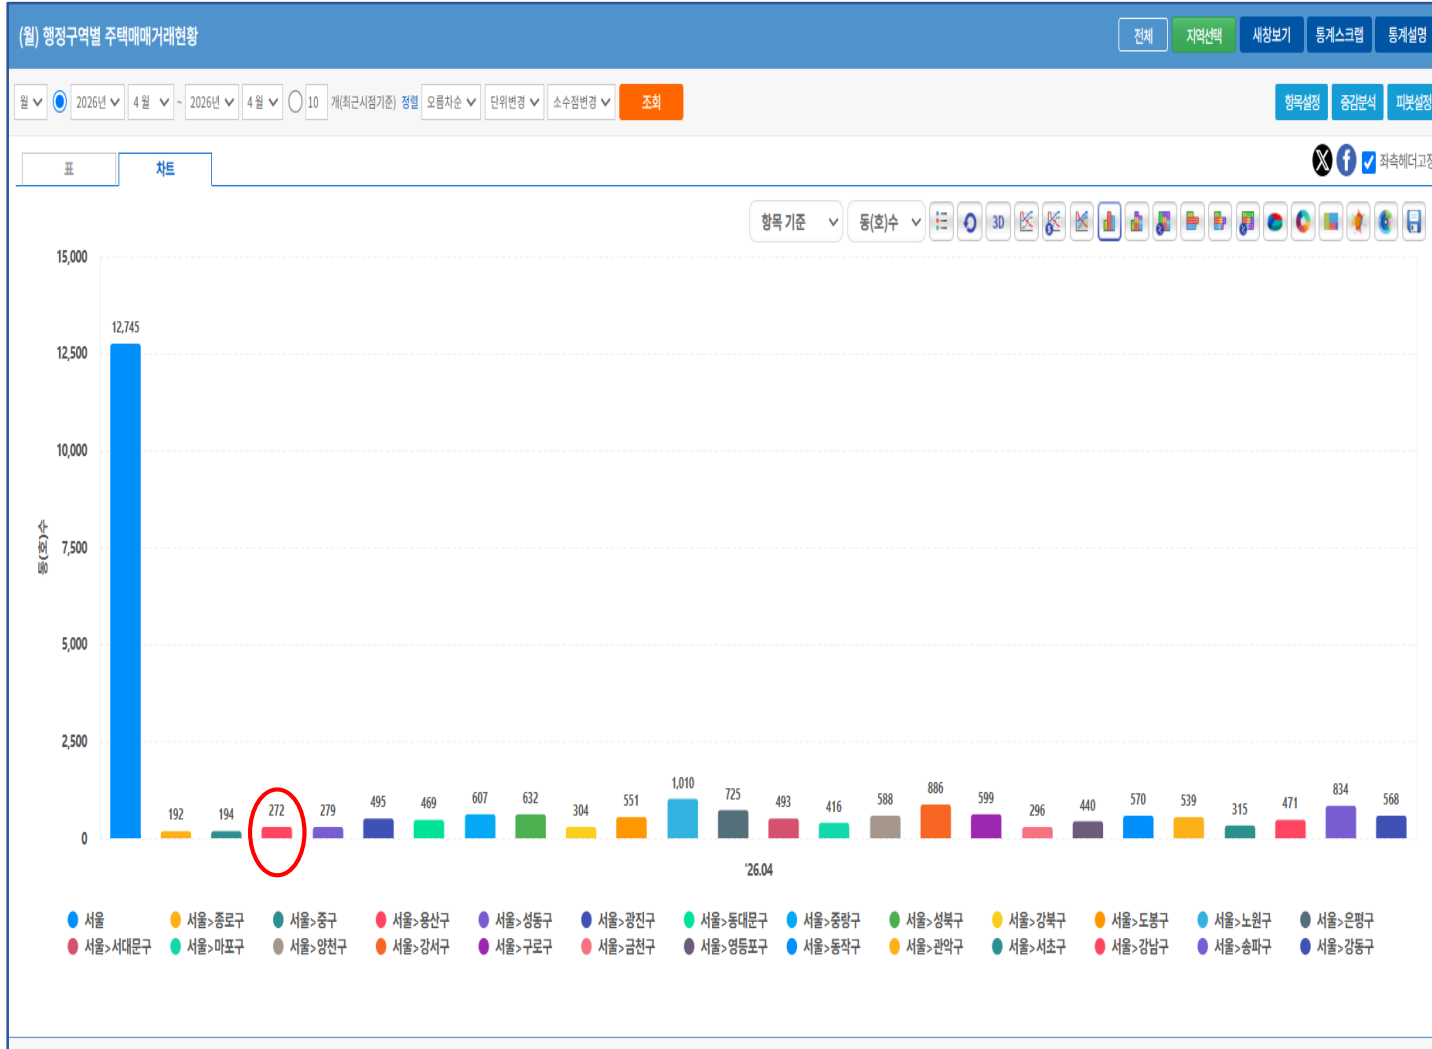 (월) 행정구역별 주택매매거래현황
전체 지역선택 새창보기 통계스크랩 통계설명
월 2026년 4 월 ~ 2026년 4 월 10 개(최근시점기준) 정렬 오름차순 단위변경 소수점변경 조회 항목설정 증감분석 피봇설정
표 차트 좌측헤더고정
항목 기준 동(호)수 3D
15,000
12,745
12,500
10,000
7,500
동(호)수
5,000
2,500
192 194 272 279 495 469 607 632 304 551 1,010 725 493 416 588 886 599 296 440 570 539 315 471 834 568
0
'26.04
서울 서울>종로구 서울>중구 서울>용산구 서울>성동구 서울>광진구 서울>동대문구 서울>중랑구 서울>성북구 서울>강북구 서울>도봉구 서울>노원구 서울>은평구
서울>서대문구 서울>마포구 서울>양천구 서울>강서구 서울>구로구 서울>금천구 서울>영등포구 서울>동작구 서울>관악구 서울>서초구 서울>강남구 서울>송파구 서울>강동구